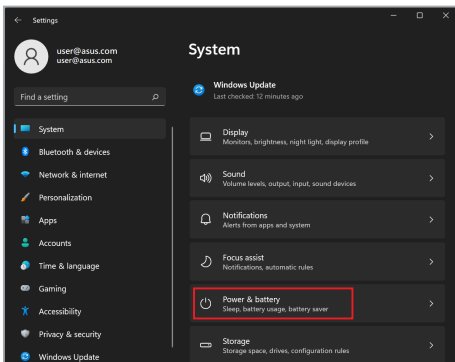 Settings
user@asus.com
user@asus.com
Find a setting
System
Bluetooth & devices
Network & internet
Personalization
Apps
Accounts
Time & language
Gaming
Accessibility
Privacy & security
Windows Update
System
Windows Update
Last checked: 12 minutes ago
Display
Monitors, brightness, night light, display profile
Sound
Volume levels, output, input, sound devices
Notifications
Alerts from apps and system
Focus assist
Notifications, automatic rules
Power & battery
Sleep, battery usage, battery saver
Storage
Storage space, drives, configuration rules